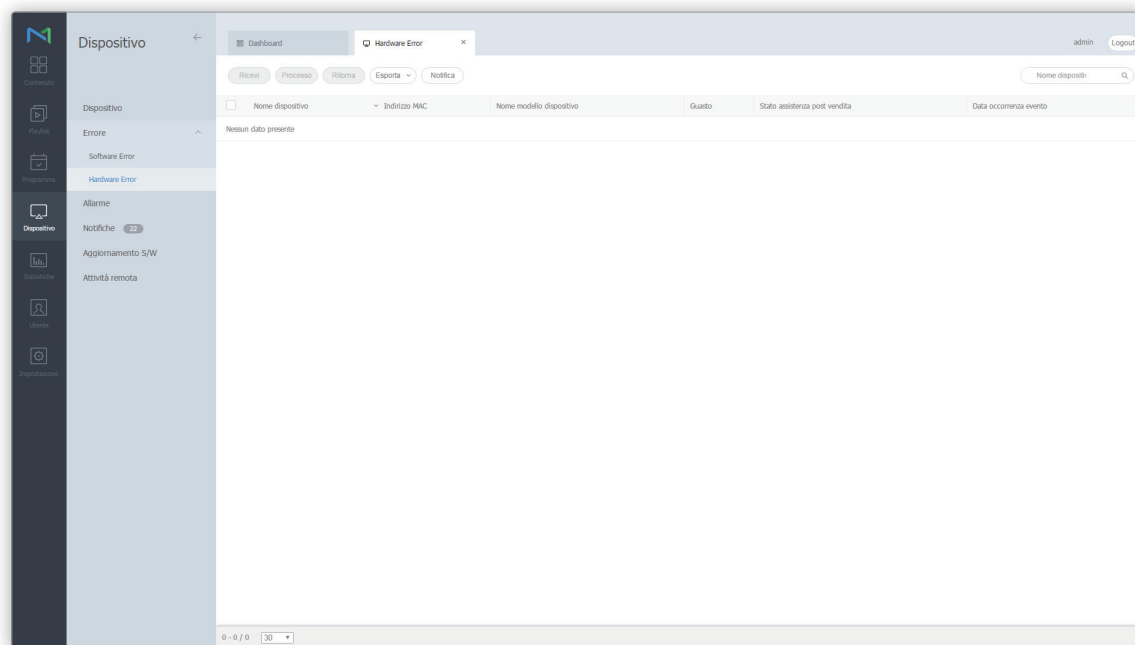 Dispositivo
Dashboard
Hardware Error
admin
Logout
Contenuto
Playlist
Programma
Dispositivo
Statistiche
Utente
Impostazione
Dispositivo
Errore
Software Error
Hardware Error
Allarme
Notifiche 22
Aggiornamento S/W
Attività remota
Ricevi Processo Ritorna Esporta Notifica
Nome dispositi
Nome dispositivo Indirizzo MAC Nome modello dispositivo Guasto Stato assistenza post vendita Data occorrenza evento
Nessun dato presente
0 - 0 / 0 30